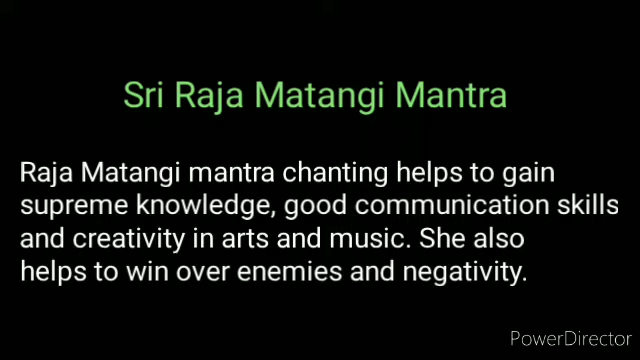 Sri Raja Matangi Mantra
Raja Matangi mantra chanting helps to gain
supreme knowledge, good communication skills
and creativity in arts and music. She also
helps to win over enemies and negativity.
PowerDirector